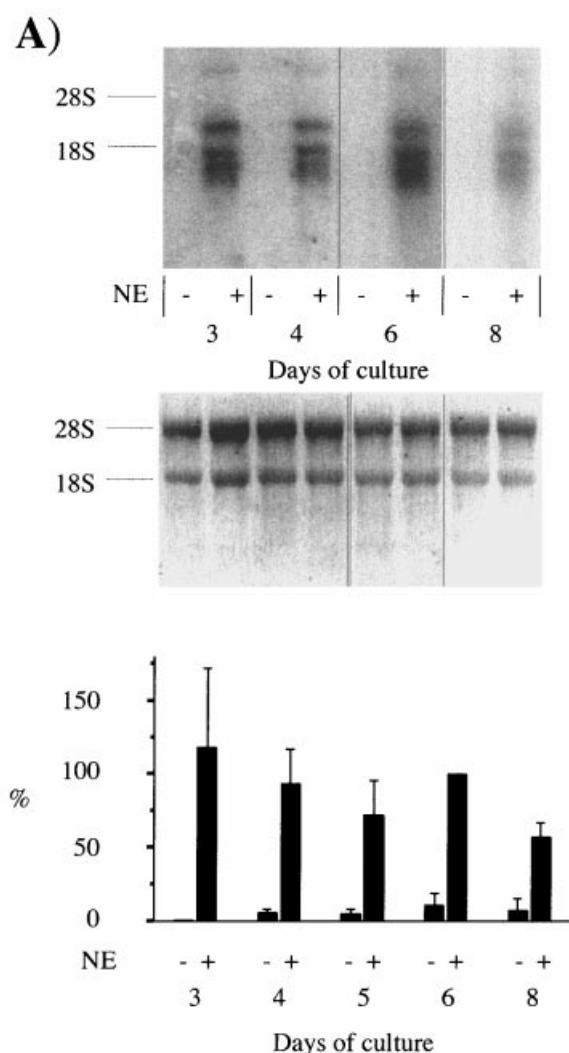 A)
28S
18S
NE - + - + - + - +
3 4 6 8
Days of culture
28S
18S
150
100
%
50
0
NE - + - + - + - + - +
3 4 5 6 8
Days of culture